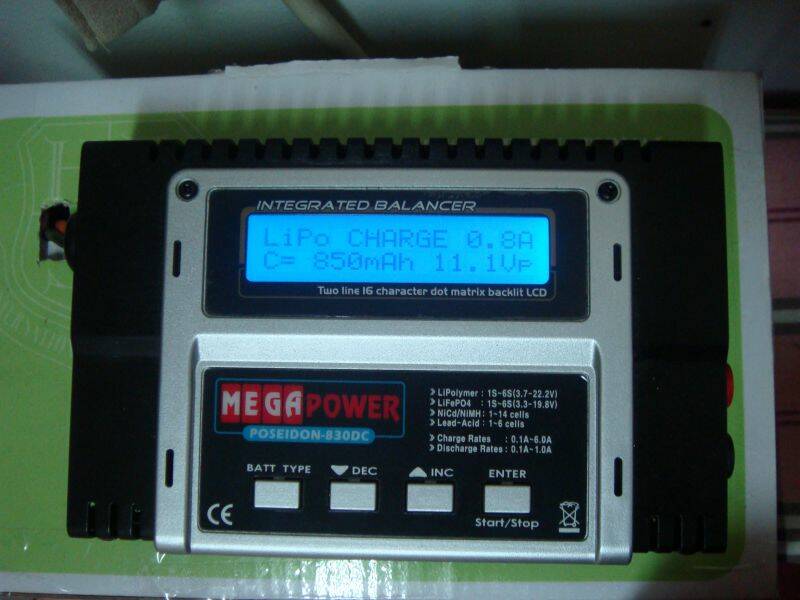 INTEGRATED BALANCER
LiPo CHARGE 0.8A
C= 850mAh 11.1Vp
Two line 16 character dot matrix backlit LCD
MEGAPOWER
POSEIDON-830DC
> LiPolymer : 1S~6S(3.7-22.2V)
> LiFePO4 : 1S~6S(3.3-19.8V)
> NiCd/NiMH: 1~14 cells
> Lead-Acid : 1~6 cells
> Charge Rates : 0.1A~6.0A
> Discharge Rates : 0.1A~1.0A
BATT TYPE
DEC
INC
ENTER
CE
Start/Stop